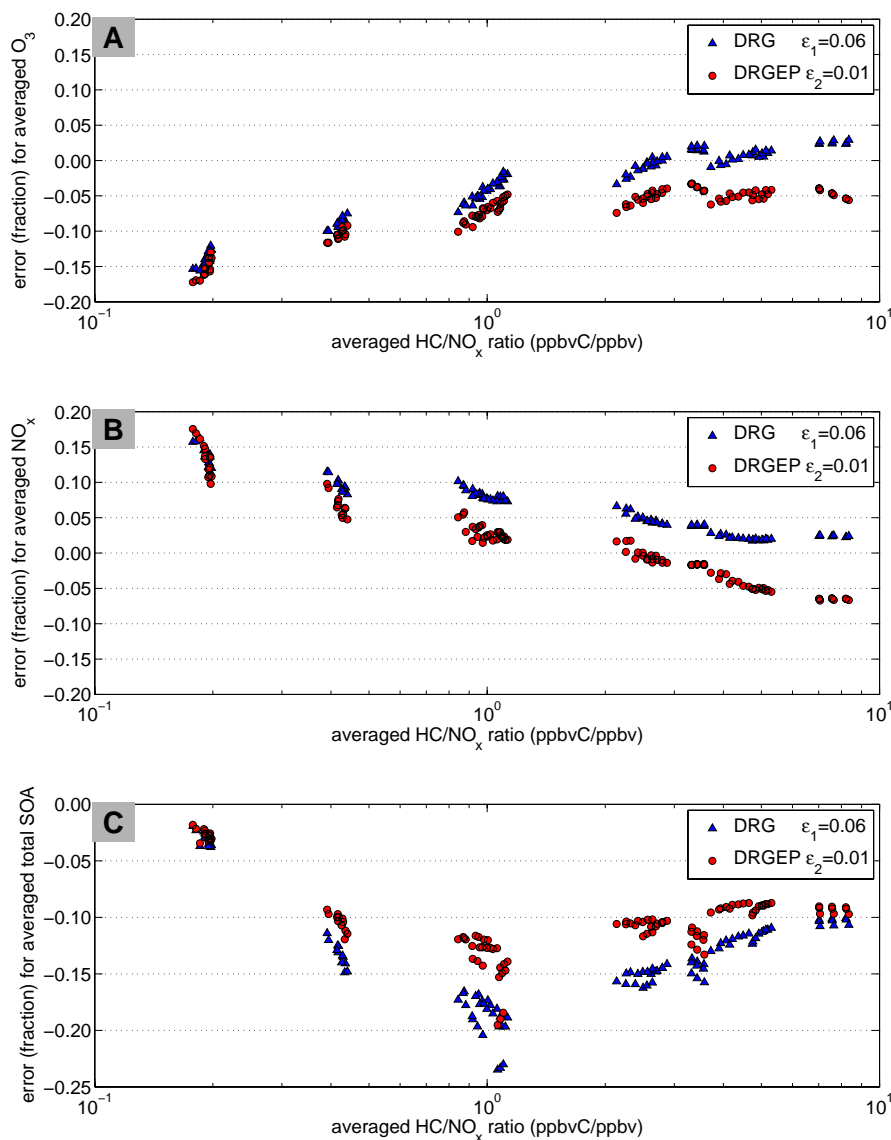 A
DRG ε1=0.06
DRGEP ε2=0.01
error (fraction) for averaged O3
0.20
0.15
0.10
0.05
0.00
−0.05
−0.10
−0.15
−0.20
10−1
100
101
averaged HC/NOx ratio (ppbvC/ppbv)
B
DRG ε1=0.06
DRGEP ε2=0.01
error (fraction) for averaged NOx
0.20
0.15
0.10
0.05
0.00
−0.05
−0.10
−0.15
−0.20
10−1
100
101
averaged HC/NOx ratio (ppbvC/ppbv)
C
DRG ε1=0.06
DRGEP ε2=0.01
error (fraction) for averaged total SOA
0.00
−0.05
−0.10
−0.15
−0.20
−0.25
10−1
100
101
averaged HC/NOx ratio (ppbvC/ppbv)